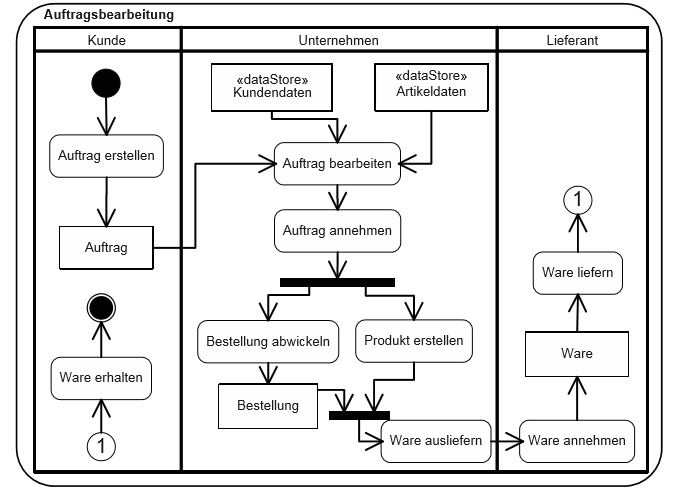 Auftragsbearbeitung
Kunde
Unternehmen
Lieferant
«dataStore»
Kundendaten
«dataStore»
Artikeldaten
Auftrag erstellen
Auftrag bearbeiten
Auftrag
Auftrag annehmen
1
Ware liefern
Bestellung abwickeln
Produkt erstellen
Ware
Ware erhalten
Bestellung
1
Ware ausliefern
Ware annehmen